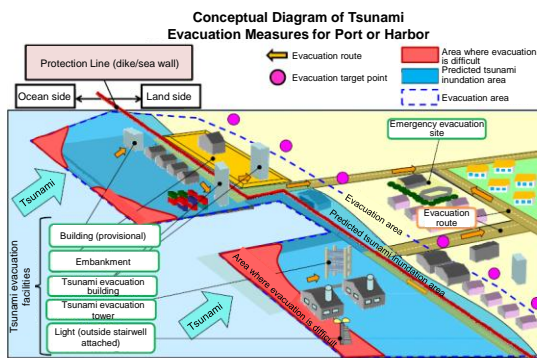 Conceptual Diagram of Tsunami
Evacuation Measures for Port or Harbor
Protection Line (dike/sea wall)
Ocean side
Land side
Evacuation route
Evacuation target point
Area where evacuation
is difficult
Predicted tsunami
inundation area
Evacuation area
Emergency evacuation
site
Tsunami
Evacuation area
Evacuation
route
Predicted tsunami inundation area
Tsunami evacuation
facilities
Building (provisional)
Embankment
Tsunami evacuation
building
Tsunami evacuation
tower
Light (outside stairwell
attached)
Tsunami
Area where evacuation is difficult